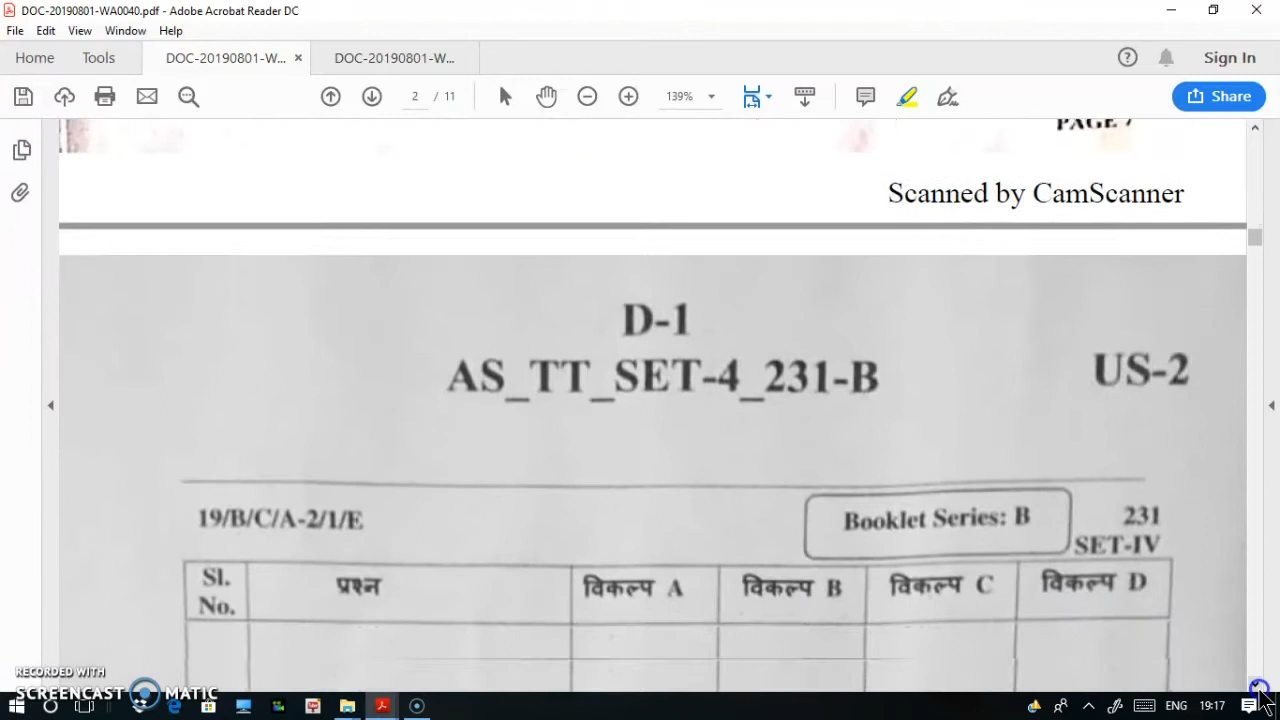 DOC-20190801-WA0040.pdf - Adobe Acrobat Reader DC
File Edit View Window Help
Home Tools DOC-20190801-W... × DOC-20190801-W... Sign In
2 / 11 139% Share
PAGE 7
Scanned by CamScanner
D-1
AS_TT_SET-4_231-B US-2
19/B/C/A-2/1/E Booklet Series: B 231
SET-IV
Sl. No. प्रश्न विकल्प A विकल्प B विकल्प C विकल्प D
RECORDED WITH
SCREENCAST MATIC
ENG 19:17